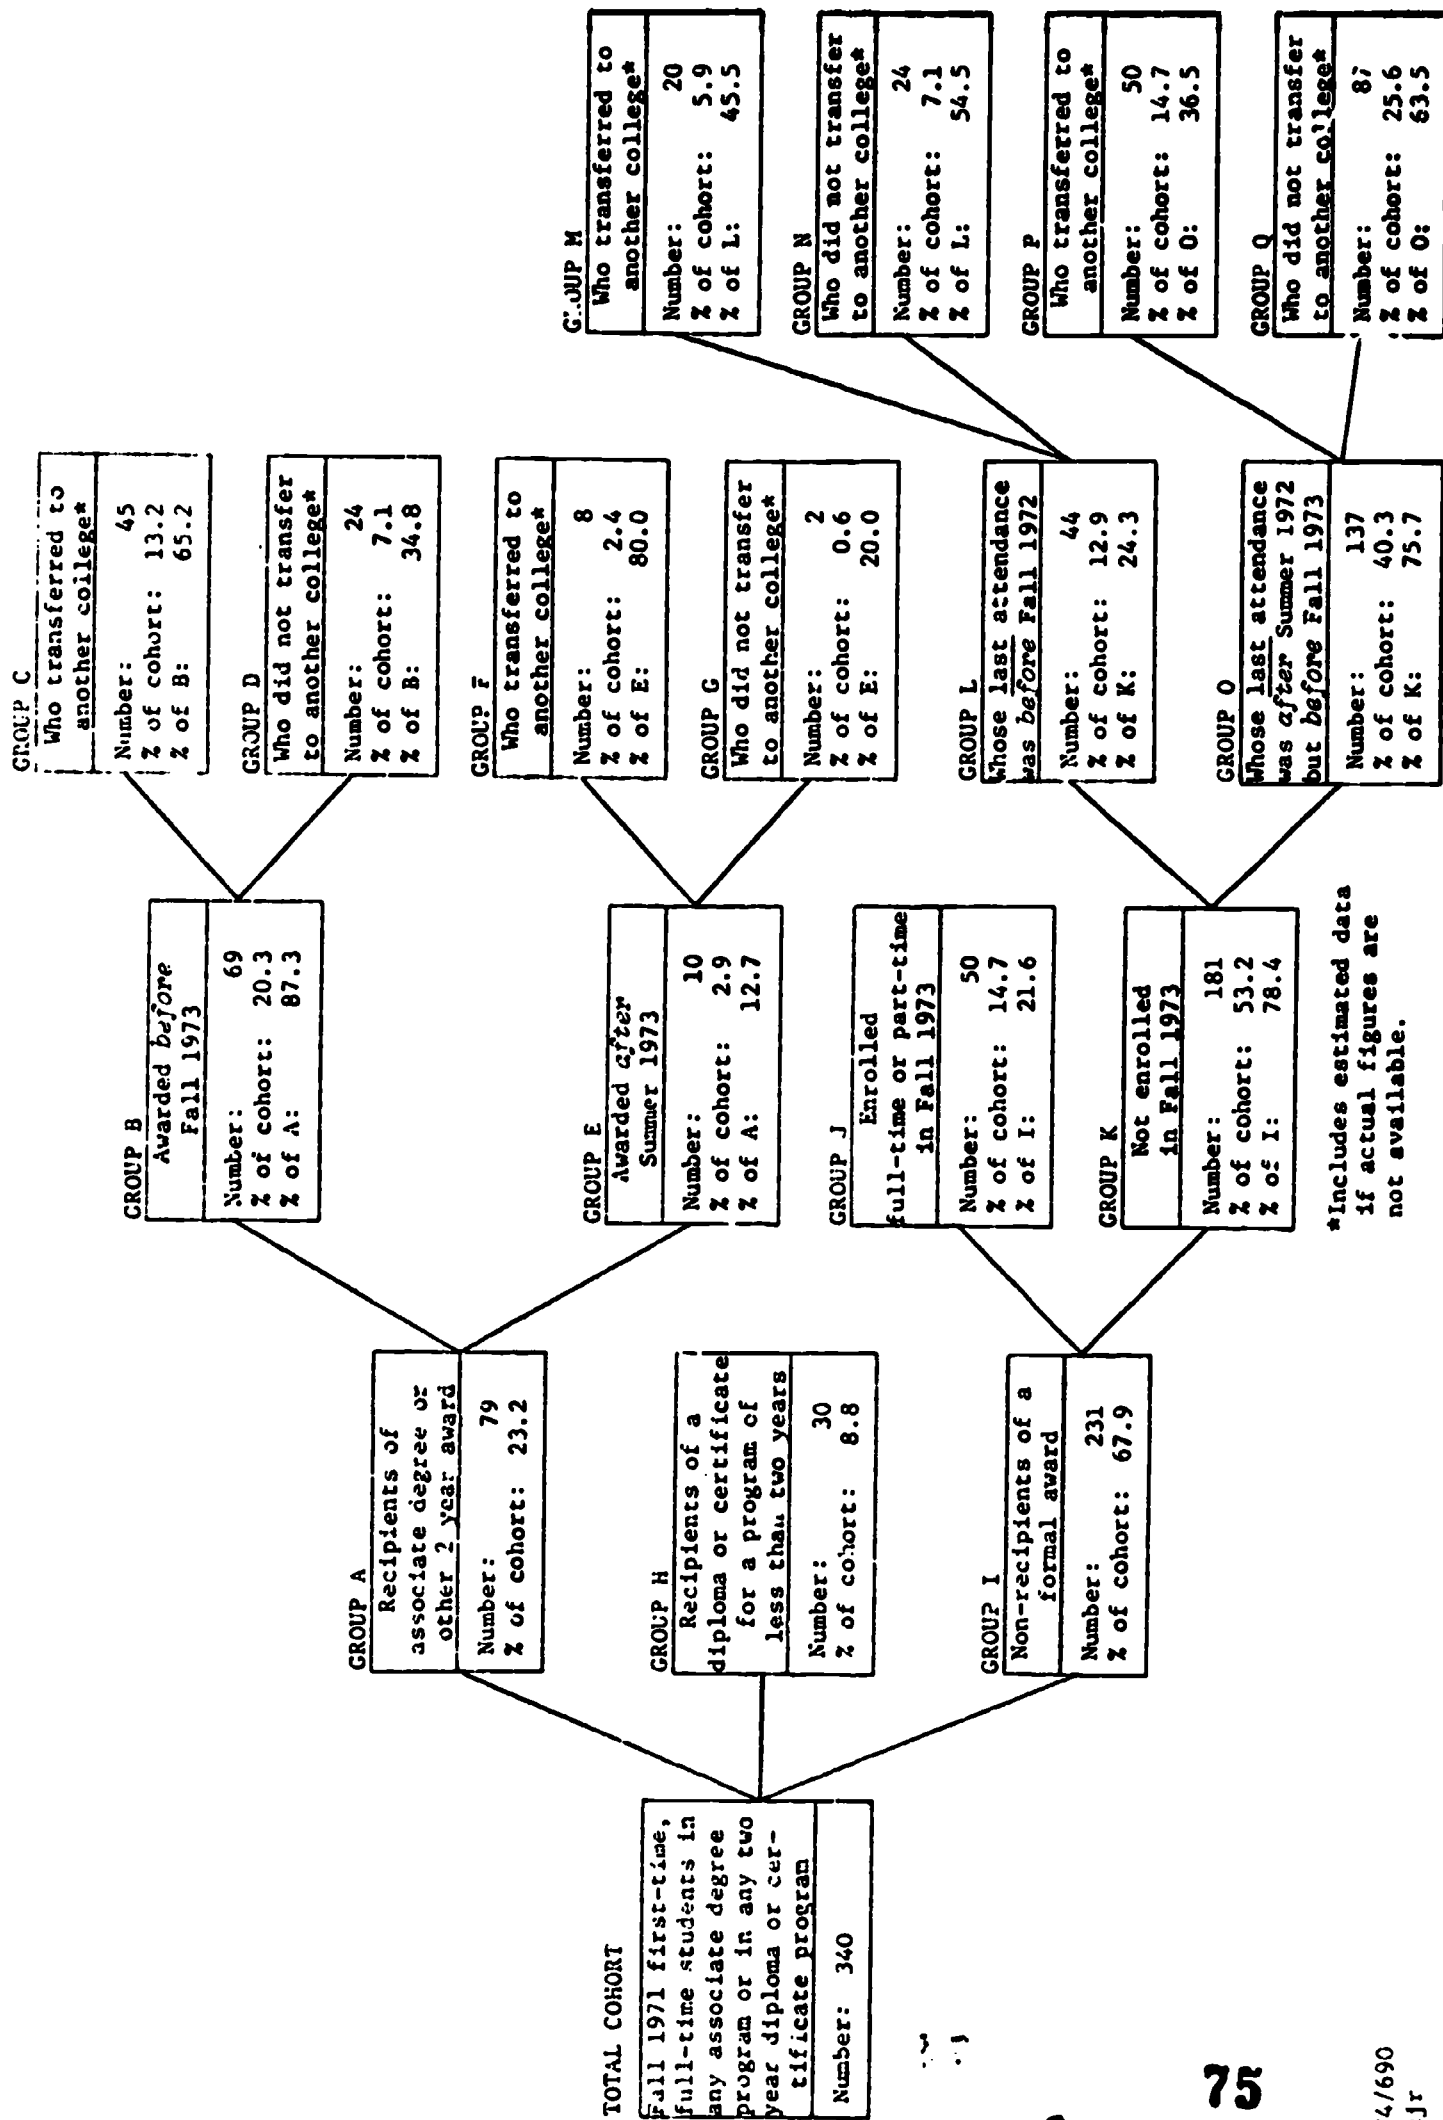 TOTAL COHORT
Fall 1971 first-time,
full-time students in
any associate degree
program or in any two
year diploma or cer-
tificate program
Number: 340
GROUP A
Recipients of
associate degree or
other 2 year award
Number: 79
% of cohort: 23.2
GROUP H
Recipients of a
diploma or certificate
for a program of
less than two years
Number: 30
% of cohort: 8.8
GROUP I
Non-recipients of a
formal award
Number: 231
% of cohort: 67.9
GROUP B
Awarded before
Fall 1973
Number: 69
% of cohort: 20.3
% of A: 87.3
GROUP E
Awarded after
Summer 1973
Number: 10
% of cohort: 2.9
% of A: 12.7
GROUP J
Enrolled
full-time or part-time
in Fall 1973
Number: 50
% of cohort: 14.7
% of I: 21.6
GROUP K
Not enrolled
in Fall 1973
Number: 181
% of cohort: 53.2
% of I: 78.4
*Includes estimated data
if actual figures are
not available.
GROUP C
Who transferred to
another college*
Number: 45
% of cohort: 13.2
% of B: 65.2
GROUP D
Who did not transfer
to another college*
Number: 24
% of cohort: 7.1
% of B: 34.8
GROUP F
Who transferred to
another college*
Number: 8
% of cohort: 2.4
% of E: 80.0
GROUP G
Who did not transfer
to another college*
Number: 2
% of cohort: 0.6
% of E: 20.0
GROUP L
Whose last attendance
was before Fall 1972
Number: 44
% of cohort: 12.9
% of K: 24.3
GROUP O
Whose last attendance
was after Summer 1972
but before Fall 1973
Number: 137
% of cohort: 40.3
% of K: 75.7
GROUP M
Who transferred to
another college*
Number: 20
% of cohort: 5.9
% of L: 45.5
GROUP N
Who did not transfer
to another college*
Number: 24
% of cohort: 7.1
% of L: 54.5
GROUP P
Who transferred to
another college*
Number: 50
% of cohort: 14.7
% of O: 36.5
GROUP Q
Who did not transfer
to another college*
Number: 87
% of cohort: 25.6
% of O: 63.5
75
4/690
jr